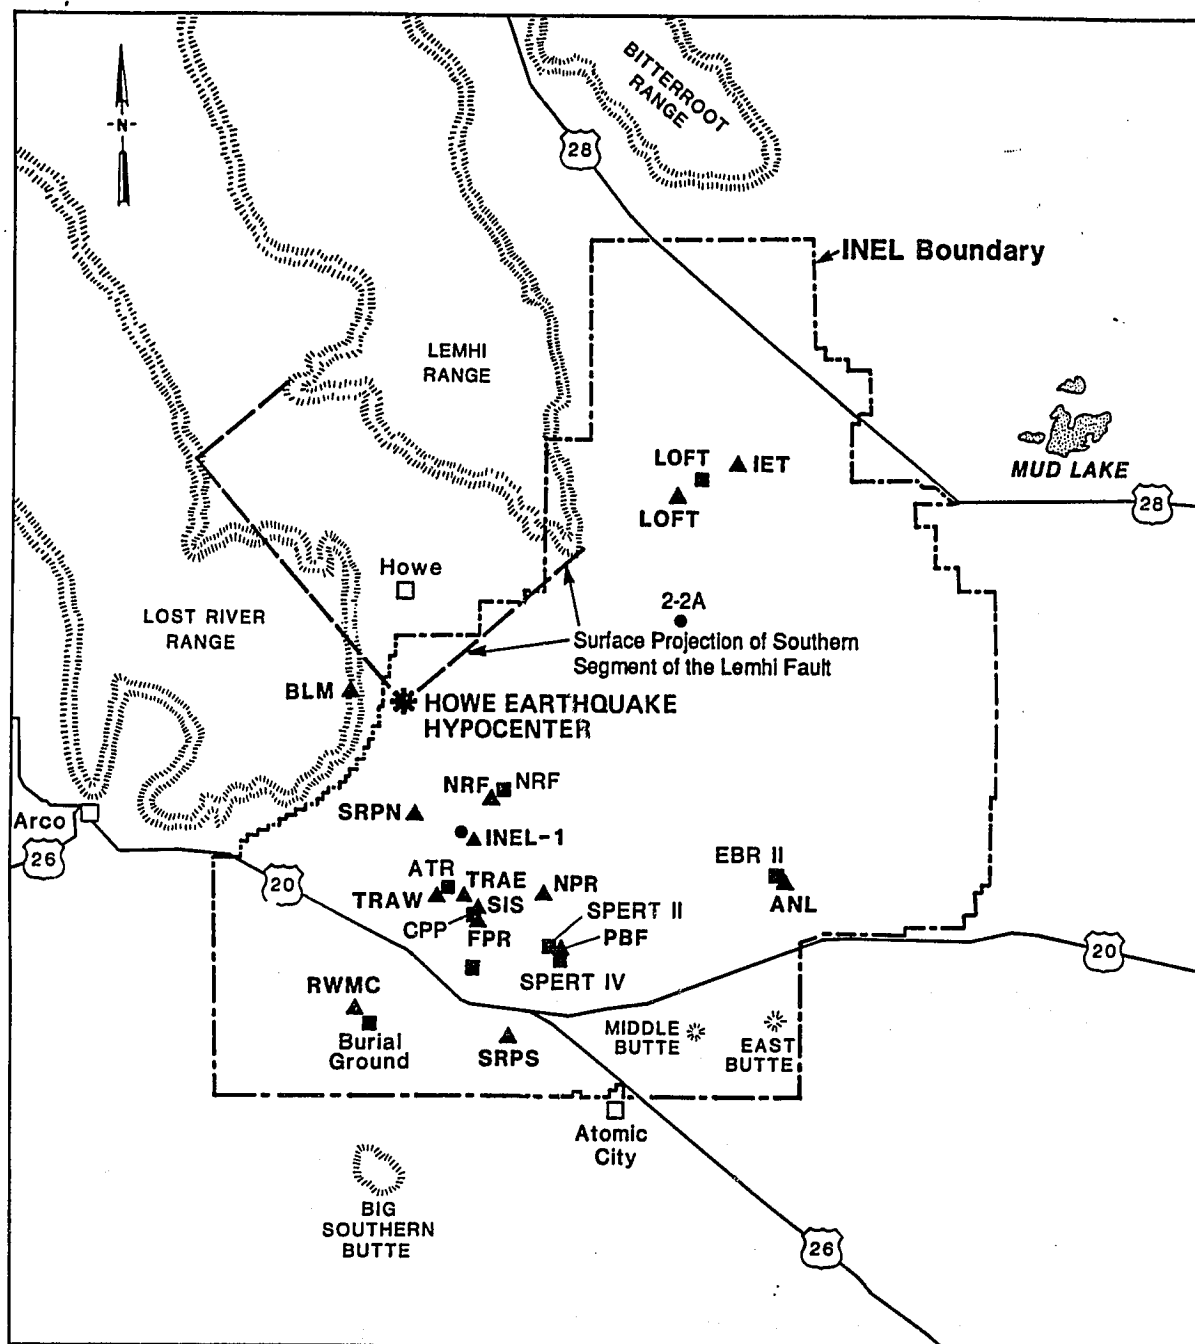 BITTERROOT
RANGE
-N-
28
INEL Boundary
LEMHI
RANGE
LOFT
IET
LOFT
MUD LAKE
28
Howe
2-2A
LOST RIVER
RANGE
Surface Projection of Southern
Segment of the Lemhi Fault
BLM
HOWE EARTHQUAKE
HYPOCENTER
NRF
NRF
SRPN
Arco
INEL-1
26
20
ATR
TRAE
NPR
EBR II
TRAW
SIS
ANL
CPP
SPERT II
FPR
PBF
20
SPERT IV
RWMC
Burial
Ground
SRPS
MIDDLE
BUTTE
EAST
BUTTE
Atomic
City
BIG
SOUTHERN
BUTTE
26